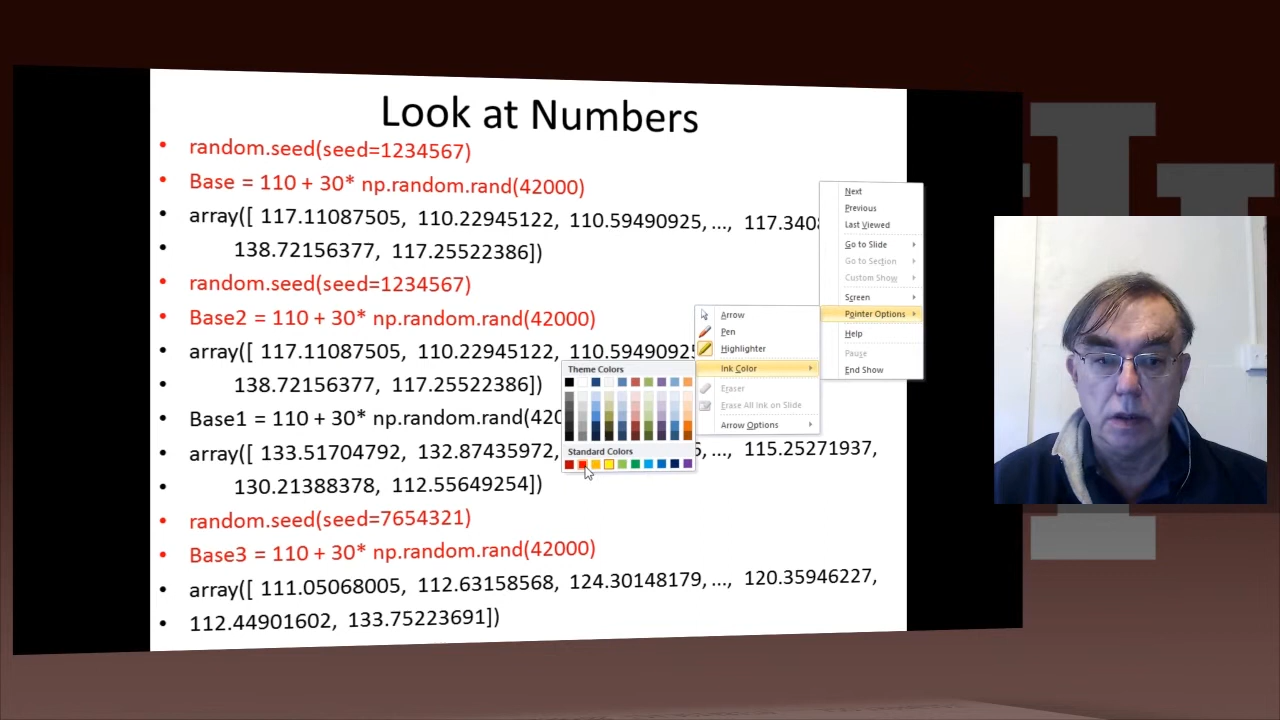 Look at Numbers
• random.seed(seed=1234567)
• Base = 110 + 30* np.random.rand(42000)
• array([ 117.11087505, 110.22945122, 110.59490925, ..., 117.340
• 138.72156377, 117.25522386])
• random.seed(seed=1234567)
• Base2 = 110 + 30* np.random.rand(42000)
• array([ 117.11087505, 110.22945122, 110.5949092
• 138.72156377, 117.25522386])
• Base1 = 110 + 30* np.random.rand(420
• array([ 133.51704792, 132.87435972, ..., 115.25271937,
• 130.21388378, 112.55649254])
• random.seed(seed=7654321)
• Base3 = 110 + 30* np.random.rand(42000)
• array([ 111.05068005, 112.63158568, 124.30148179, ..., 120.35946227,
• 112.44901602, 133.75223691])
Next
Previous
Last Viewed
Go to Slide
Go to Section
Custom Show
Screen
Pointer Options
Help
Pause
End Show
Arrow
Pen
Highlighter
Ink Color
Eraser
Erase All Ink on Slide
Arrow Options
Theme Colors
Standard Colors